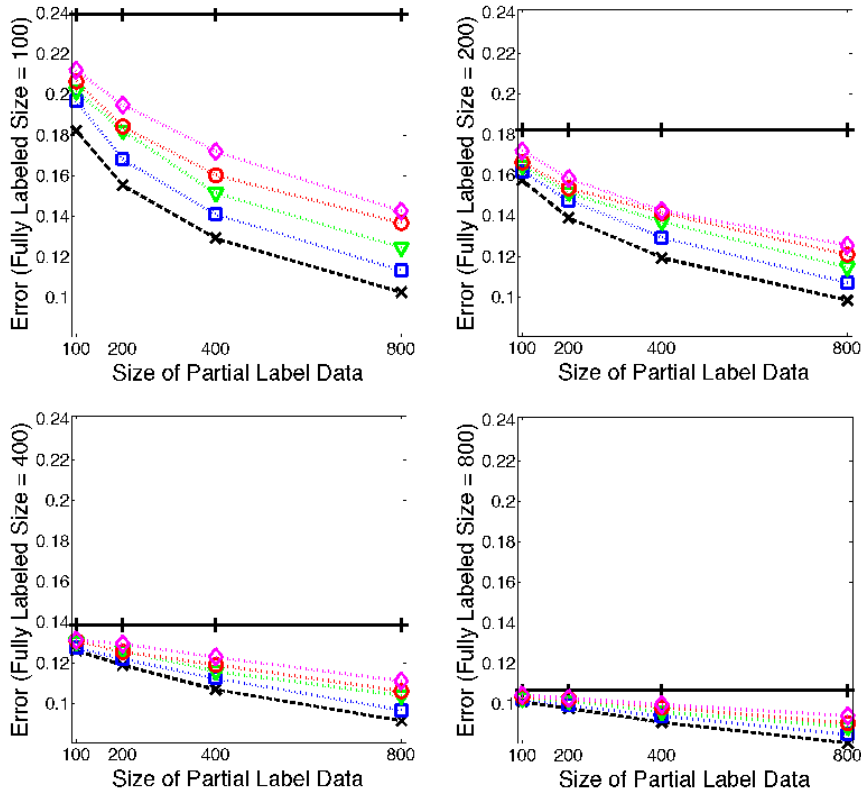 0.24
0.22
0.2
0.18
0.16
0.14
0.12
0.1
Error (Fully Labeled Size = 100)
100 200 400 800
Size of Partial Label Data
0.24
0.22
0.2
0.18
0.16
0.14
0.12
0.1
Error (Fully Labeled Size = 200)
100 200 400 800
Size of Partial Label Data
0.24
0.22
0.2
0.18
0.16
0.14
0.12
0.1
Error (Fully Labeled Size = 400)
100 200 400 800
Size of Partial Label Data
0.24
0.22
0.2
0.18
0.16
0.14
0.12
0.1
Error (Fully Labeled Size = 800)
100 200 400 800
Size of Partial Label Data